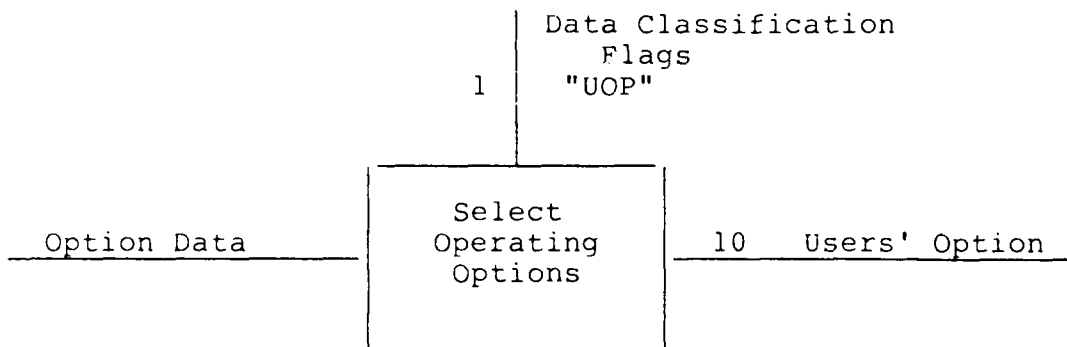 Data Classification
Flags
1 "UOP"
Select
Operating
Options
Option Data
10 Users' Option